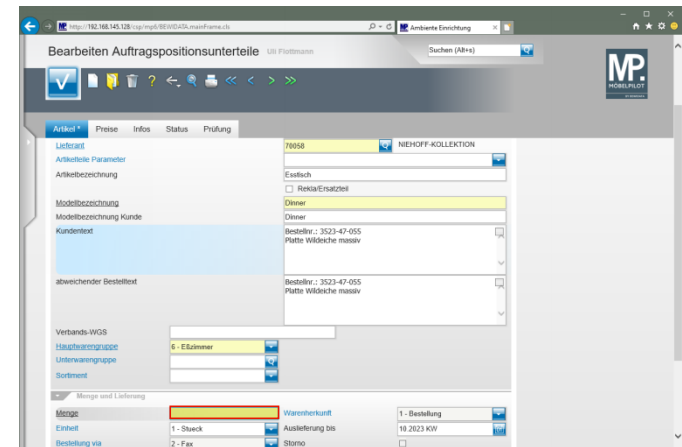 http://192.168.145.128/csp/mpli/BEWIDATA.mainFrame.cls
Ambiente Einrichtung
Bearbeiten Auftragspositionsunterteile Uli Flottmann
Suchen (Alt+s)
MP.
MÖBELPILOT
Artikel * Preise Infos Status Prüfung
Lieferant 70058 NIEHOFF-KOLLEKTION
Artikelteile Parameter
Artikelbezeichnung Esstisch
Rekla/Ersatzteil
Modellbezeichnung Dinner
Modellbezeichnung Kunde Dinner
Kundentext Bestellnr.: 3523-47-055
Platte Wildeiche massiv
abweichender Bestelltext Bestellnr.: 3523-47-055
Platte Wildeiche massiv
Verbands-WGS
Hauptwarengruppe 6 - Eßzimmer
Unterwarengruppe
Sortiment
Menge und Lieferung
Menge Warenherkunft 1 - Bestellung
Einheit 1 - Stueck Auslieferung bis 10.2023 KW
Bestellung via 2 - Fax Storno